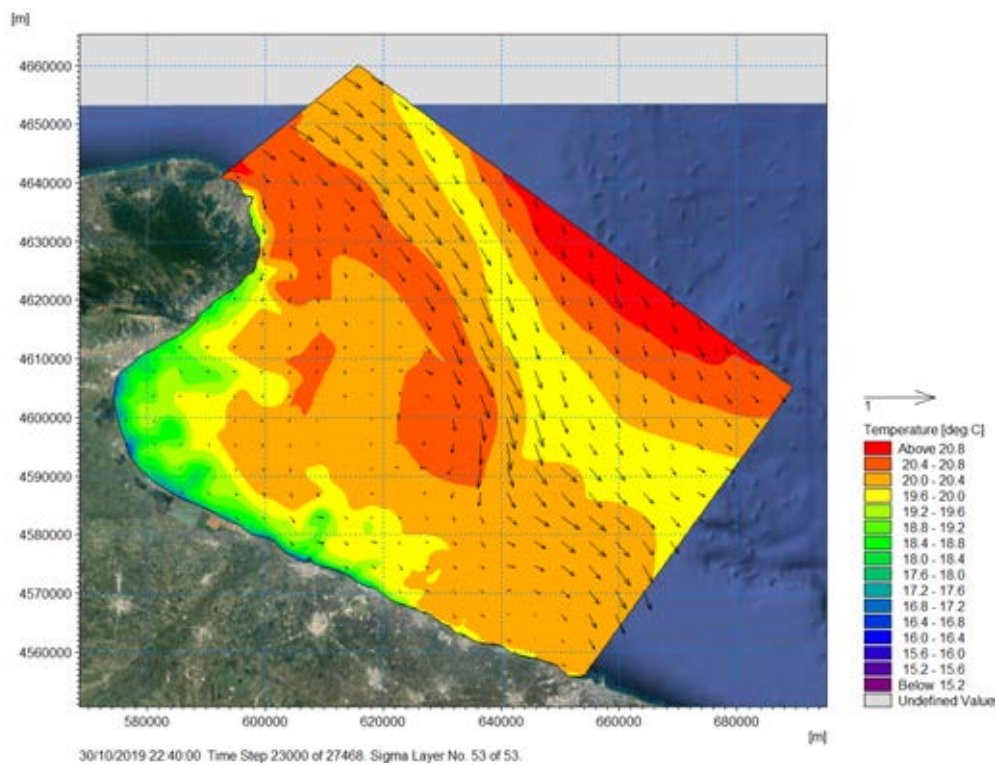 [m]
4660000
4650000
4640000
4630000
4620000
4610000
4600000
4590000
4580000
4570000
4560000
580000 600000 620000 640000 660000 680000
[m]
1
Temperature [deg C]
Above 20.8
20.4 - 20.8
20.0 - 20.4
19.6 - 20.0
19.2 - 19.6
18.8 - 19.2
18.4 - 18.8
18.0 - 18.4
17.6 - 18.0
17.2 - 17.6
16.8 - 17.2
16.4 - 16.8
16.0 - 16.4
15.6 - 16.0
15.2 - 15.6
Below 15.2
Undefined Value
30/10/2019 22:40:00 Time Step 23000 of 27468. Sigma Layer No. 53 of 53.